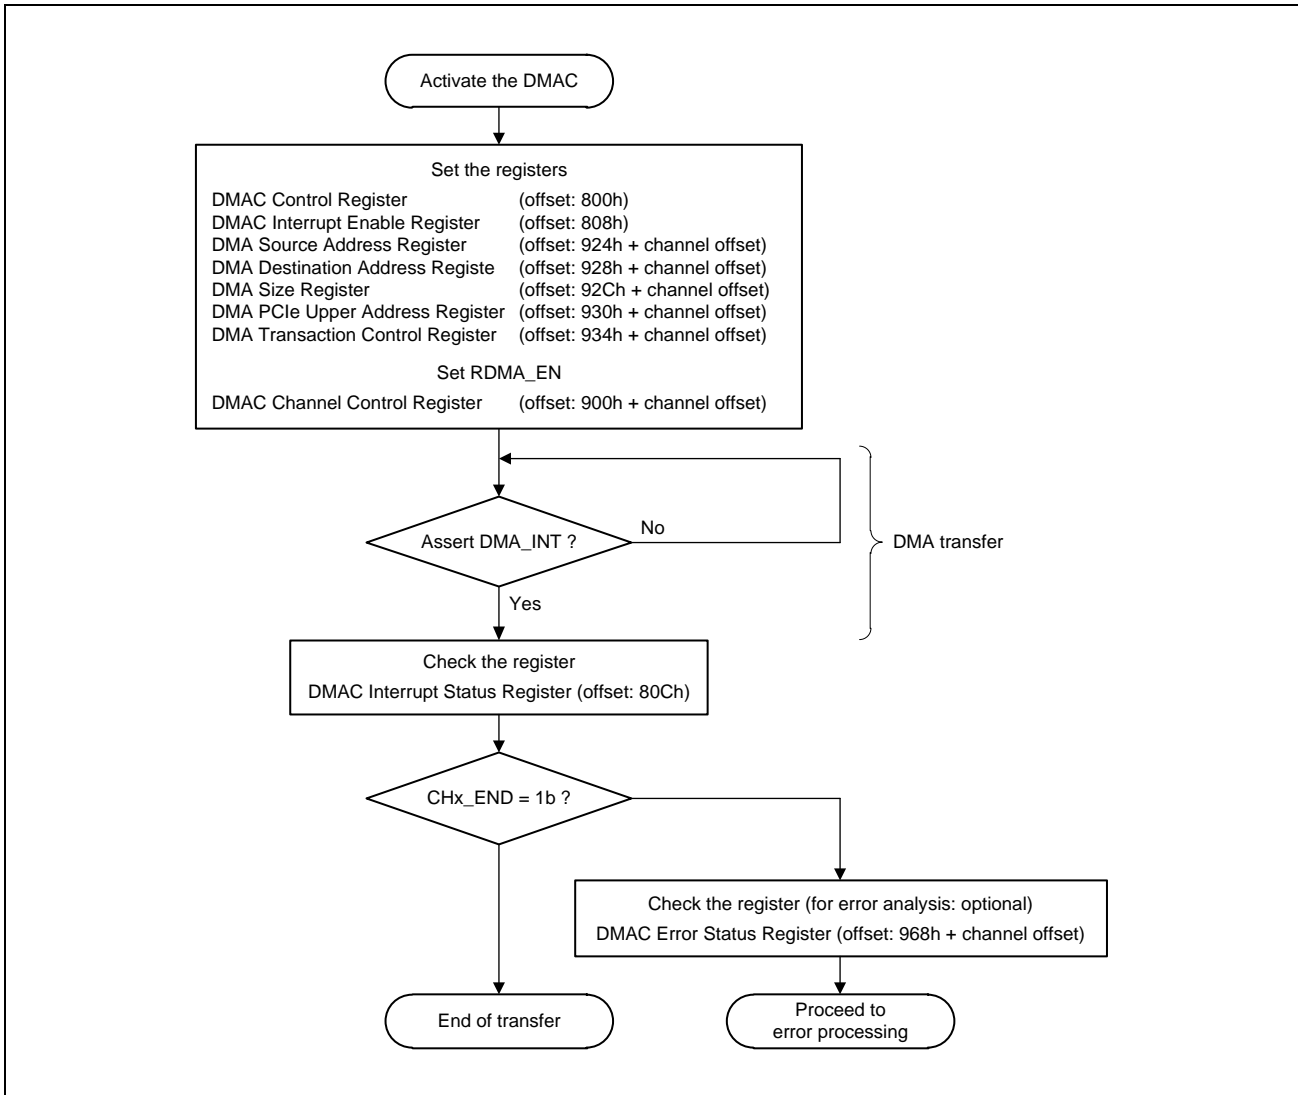 Activate the DMAC
Set the registers
DMAC Control Register (offset: 800h)
DMAC Interrupt Enable Register (offset: 808h)
DMA Source Address Register (offset: 924h + channel offset)
DMA Destination Address Registe (offset: 928h + channel offset)
DMA Size Register (offset: 92Ch + channel offset)
DMA PCIe Upper Address Register (offset: 930h + channel offset)
DMA Transaction Control Register (offset: 934h + channel offset)
Set RDMA_EN
DMAC Channel Control Register (offset: 900h + channel offset)
Assert DMA_INT ?
No
DMA transfer
Yes
Check the register
DMAC Interrupt Status Register (offset: 80Ch)
CHx_END = 1b ?
Check the register (for error analysis: optional)
DMAC Error Status Register (offset: 968h + channel offset)
End of transfer
Proceed to
error processing